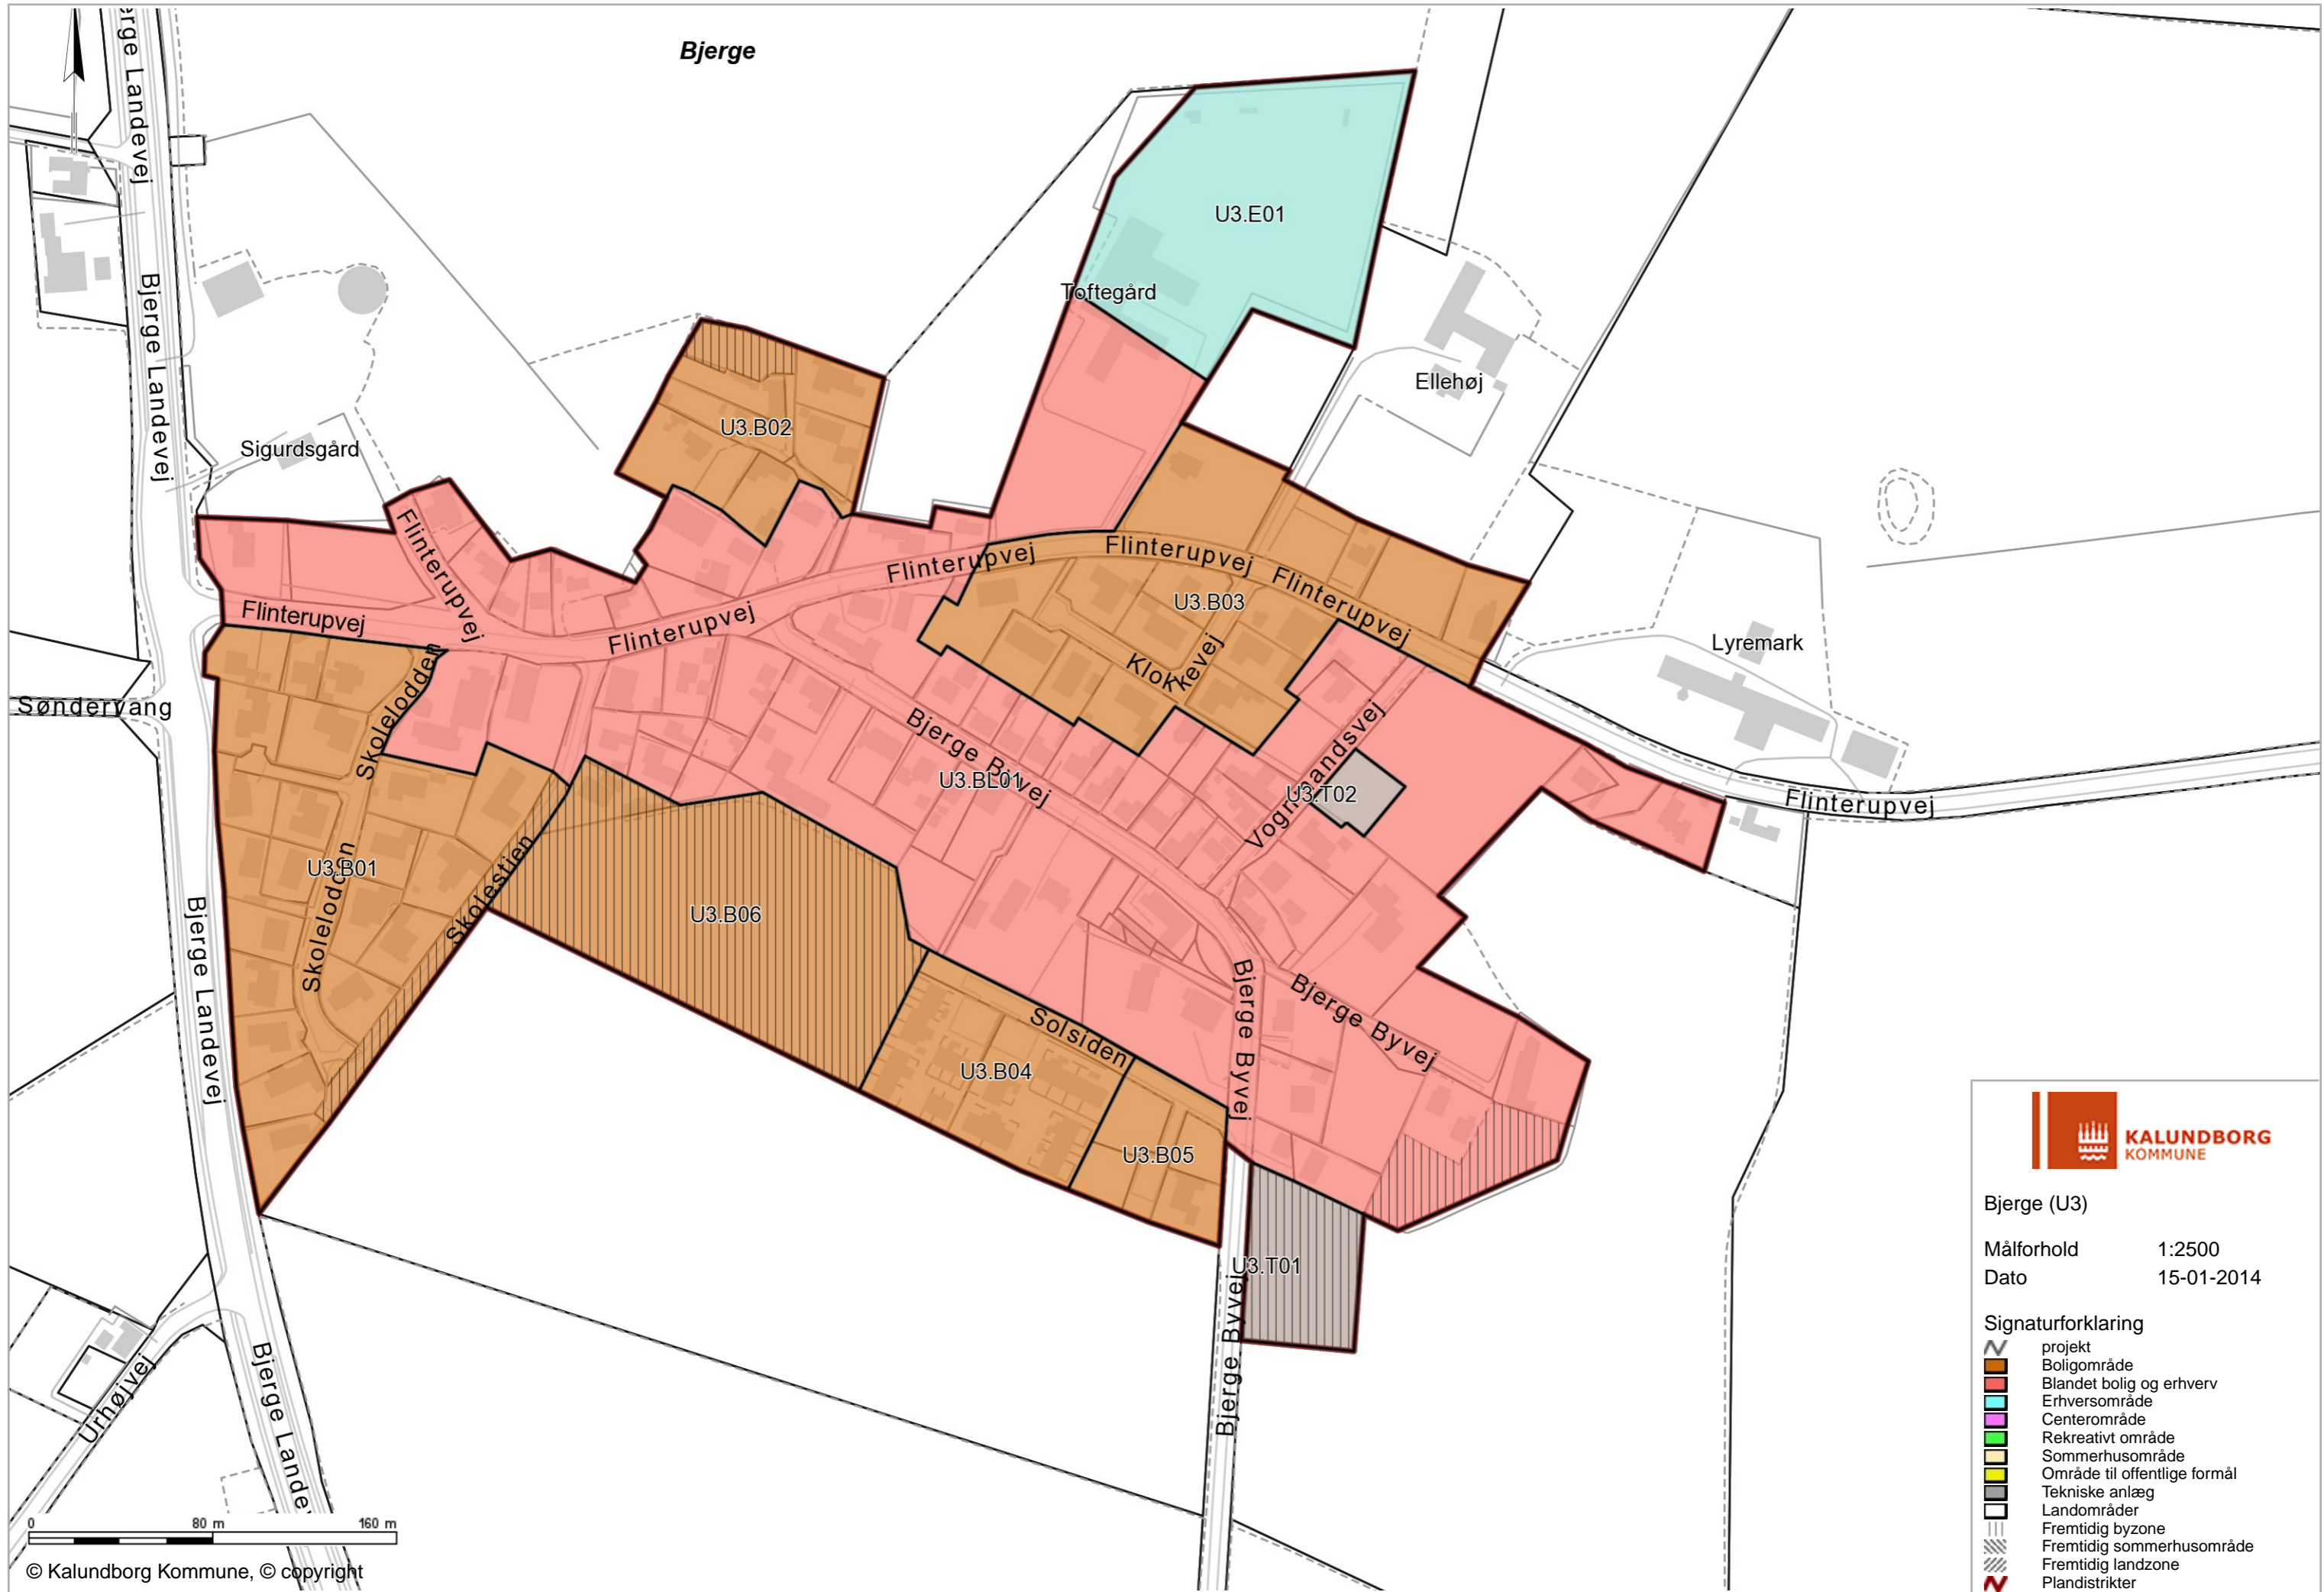 Bjerge
erge Landevej
Bjerge Landevej
U3.E01
Toftegård
Ellehøj
U3.B02
Sigurdsgård
Flinterupvej
Flinterupvej
Flinterupvej
Flinterupvej
Flinterupvej
Flinterupvej
U3.B03
Klokkevej
Lyremark
Skolelodden
Søndervang
Bjerge Byvej
U3.BL01
Vognmandsvej
U3.T02
Flinterupvej
U3.B01
Skolelodden
Skolestien
U3.B06
Bjerge Landevej
Bjerge Byvej
Bjerge Byvej
Solsiden
U3.B04
U3.B05
U3.T01
Bjerge Byvej
Urhøjvej
Bjerge Lande
0 80 m 160 m
© Kalundborg Kommune, © copyright
KALUNDBORG
KOMMUNE
Bjerge (U3)
Målforhold 1:2500
Dato 15-01-2014
Signaturforklaring
projekt
Boligområde
Blandet bolig og erhverv
Erhversområde
Centerområde
Rekreativt område
Sommerhusområde
Område til offentlige formål
Tekniske anlæg
Landområder
Fremtidig byzone
Fremtidig sommerhusområde
Fremtidig landzone
Plandistrikter